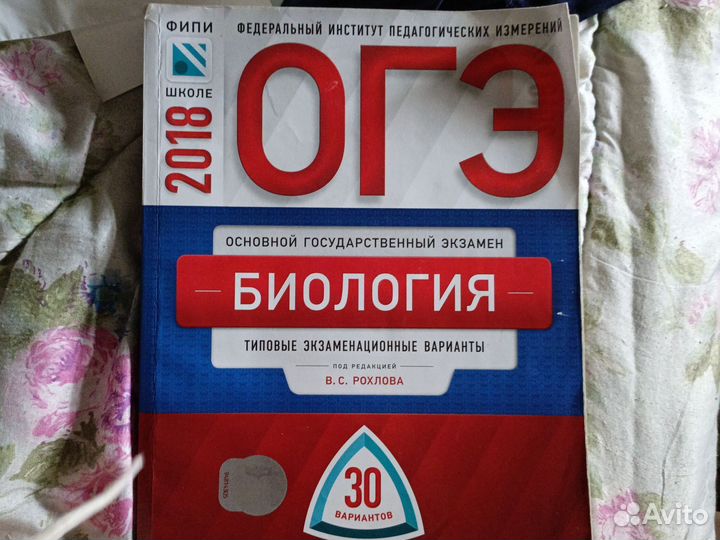 ФИПИ
ШКОЛЕ
2018
ФЕДЕРАЛЬНЫЙ ИНСТИТУТ ПЕДАГОГИЧЕСКИХ ИЗМЕРЕНИЙ
ОГЭ
ОСНОВНОЙ ГОСУДАРСТВЕННЫЙ ЭКЗАМЕН
БИОЛОГИЯ
ТИПОВЫЕ ЭКЗАМЕНАЦИОННЫЕ ВАРИАНТЫ
ПОД РЕДАКЦИЕЙ
В. С. РОХЛОВА
30
ВАРИАНТОВ
Avito